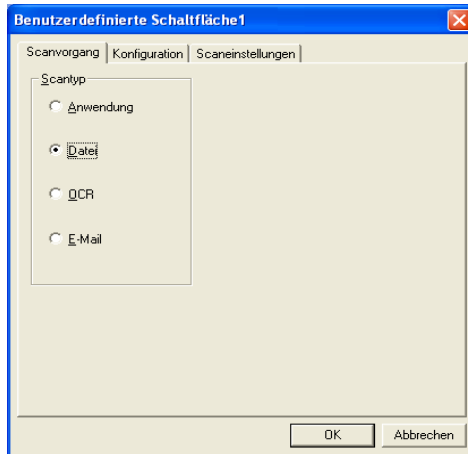 Benutzerdefinierte Schaltfläche1
Scanvorgang Konfiguration Scaneinstellungen
Scantyp
Anwendung
Datei
OCR
E-Mail
OK Abbrechen